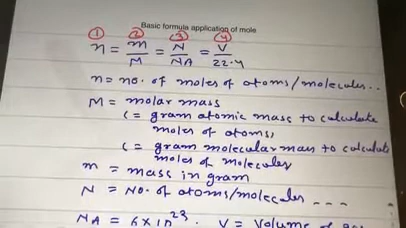 Basic formula application of mole
① ② ③ ④
n = m/M = N/NA = V/22.4
n = no. of moles of atoms/molecules..
M = molar mass
(= gram atomic mass to calculate
moles of atoms,
(= gram molecular mass to calculate
moles of molecules
m = mass in gram
N = No. of atoms/molecules ---
NA = 6×10²³. V = Volume of gas